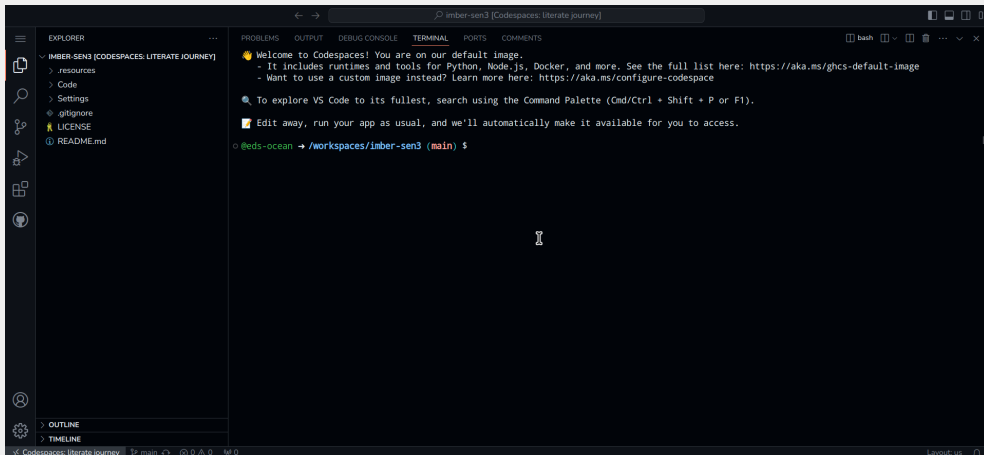 imber-sen3 [Codespaces: literate journey]
EXPLORER
IMBER-SEN3 [CODESPACES: LITERATE JOURNEY]
.resources
Code
Settings
.gitignore
LICENSE
README.md
OUTLINE
TIMELINE
PROBLEMS OUTPUT DEBUG CONSOLE TERMINAL PORTS COMMENTS
bash
👋 Welcome to Codespaces! You are on our default image.
- It includes runtimes and tools for Python, Node.js, Docker, and more. See the full list here: https://aka.ms/ghcs-default-image
- Want to use a custom image instead? Learn more here: https://aka.ms/configure-codespace
🔍 To explore VS Code to its fullest, search using the Command Palette (Cmd/Ctrl + Shift + P or F1).
📝 Edit away, run your app as usual, and we'll automatically make it available for you to access.
@eds-ocean ➜ /workspaces/imber-sen3 (main) $
Codespaces: literate journey main 0 0 0 Layout: us